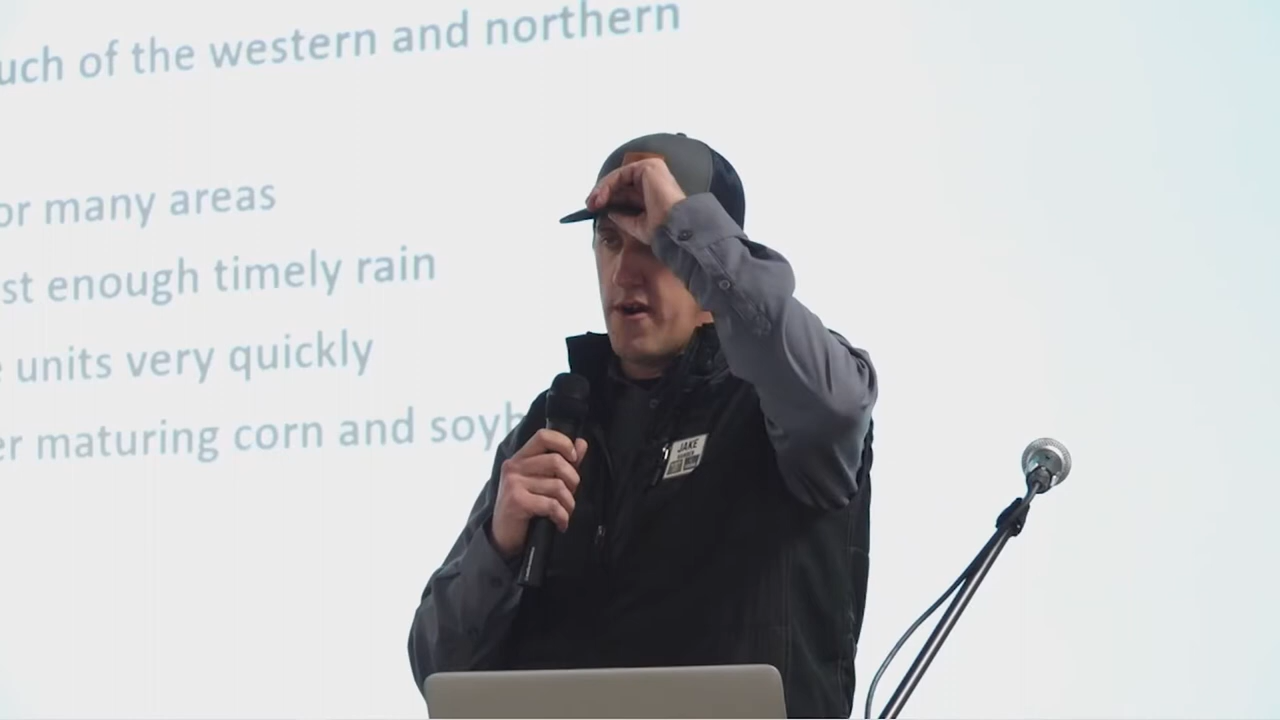 uch of the western and northern
or many areas
st enough timely rain
units very quickly
er maturing corn and soyb
JAKE